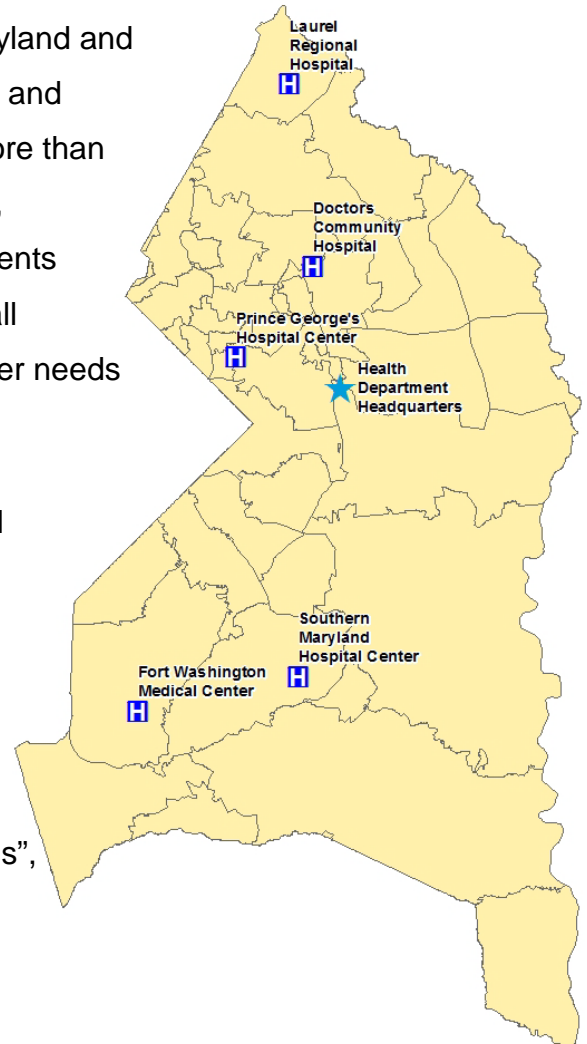 yland and
and
ore than
,
ents
all
er needs
d
s”,
Laurel
Regional
Hospital
H
Doctors
Community
Hospital
H
Prince George's
Hospital Center
H
Health
Department
Headquarters
Southern
Maryland
Hospital Center
H
Fort Washington
Medical Center
H